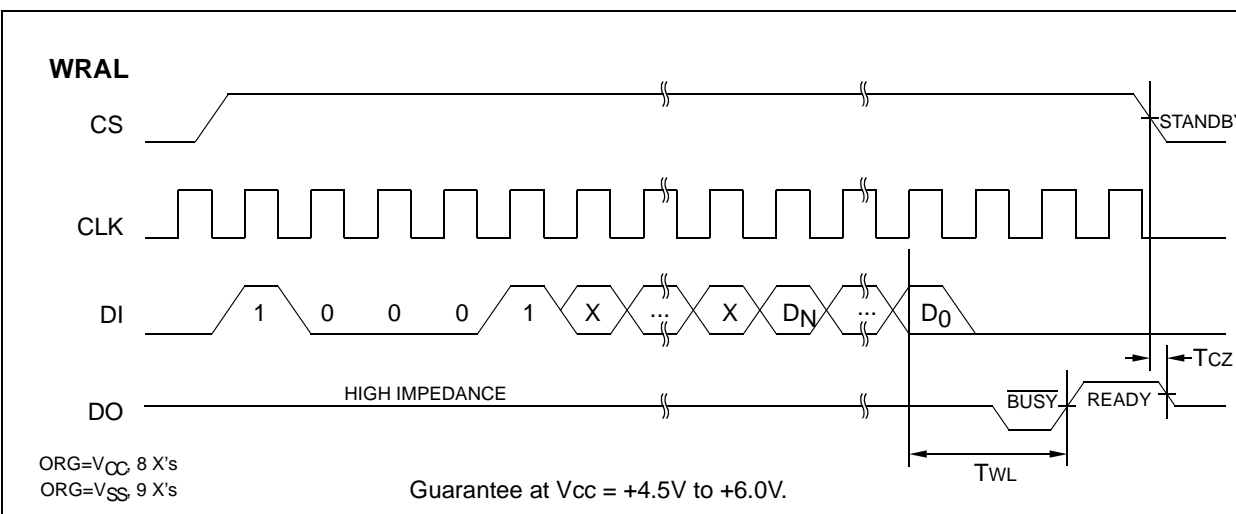 WRAL
CS
STANDBY
CLK
DI 1 0 0 0 1 X ... X DN ... D0
TCZ
HIGH IMPEDANCE
DO
BUSY READY
TWL
ORG=VCC, 8 X's
ORG=VSS, 9 X's
Guarantee at Vcc = +4.5V to +6.0V.